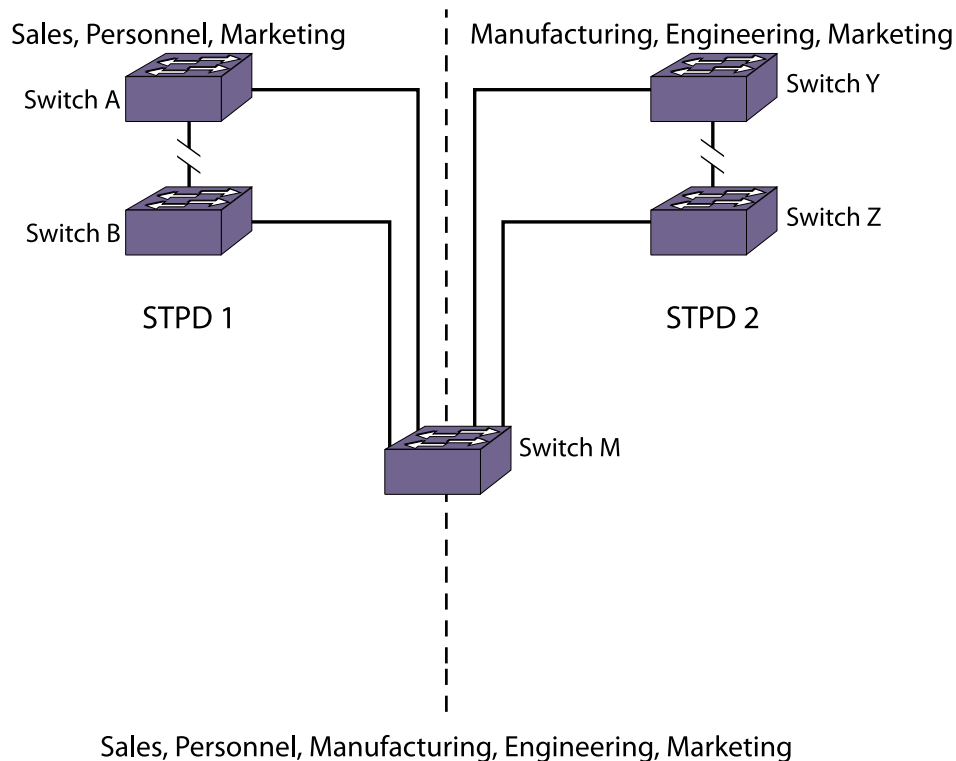 Sales, Personnel, Marketing
Manufacturing, Engineering, Marketing
Switch A
Switch Y
Switch B
Switch Z
STPD 1
STPD 2
Switch M
Sales, Personnel, Manufacturing, Engineering, Marketing